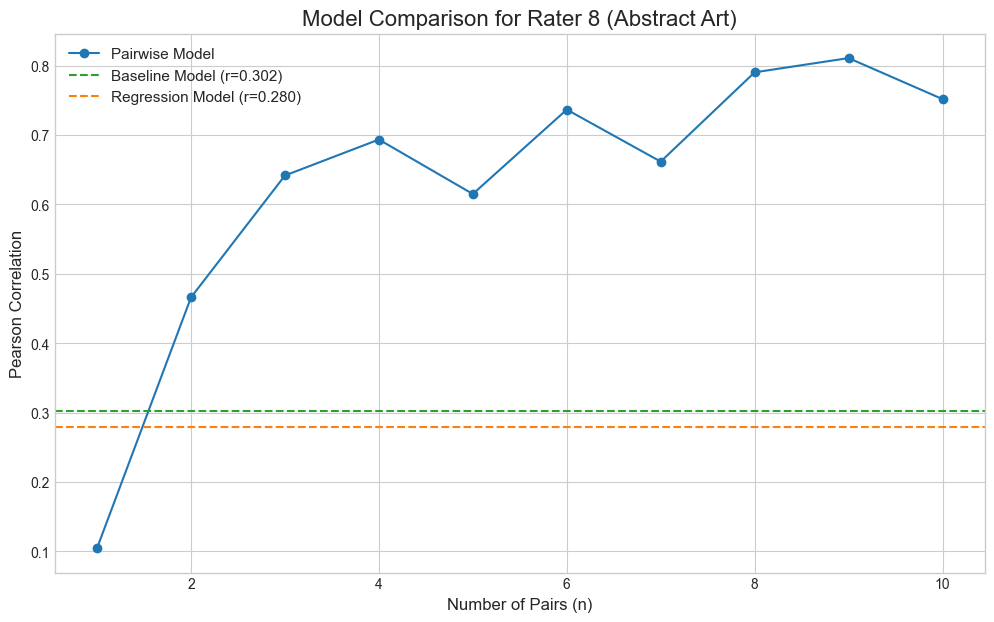 Model Comparison for Rater 8 (Abstract Art)
Pairwise Model
Baseline Model (r=0.302)
Regression Model (r=0.280)
Pearson Correlation
0.8
0.7
0.6
0.5
0.4
0.3
0.2
0.1
2 4 6 8 10
Number of Pairs (n)